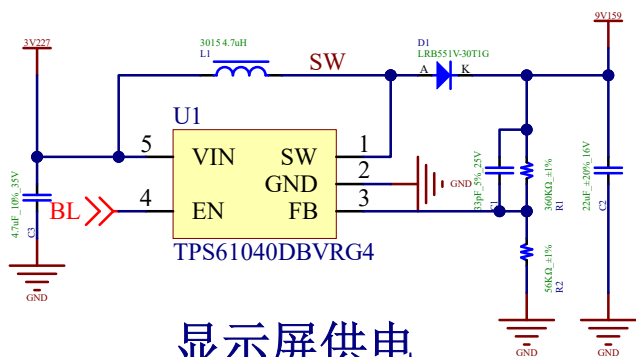 3V227
3015 4.7uH
L1
SW
D1
LRB551V-30T1G
A
K
9V159
U1
5
VIN
SW
1
GND
2
4
EN
FB
3
TPS61040DBVRG4
BL
4.7uF_10%_35V
C3
GND
GND
33pF_5%_25V
C1
360KΩ_±1%
R1
56KΩ_±1%
R2
22uF_±20%_16V
C2
GND
GND
显示屏供电